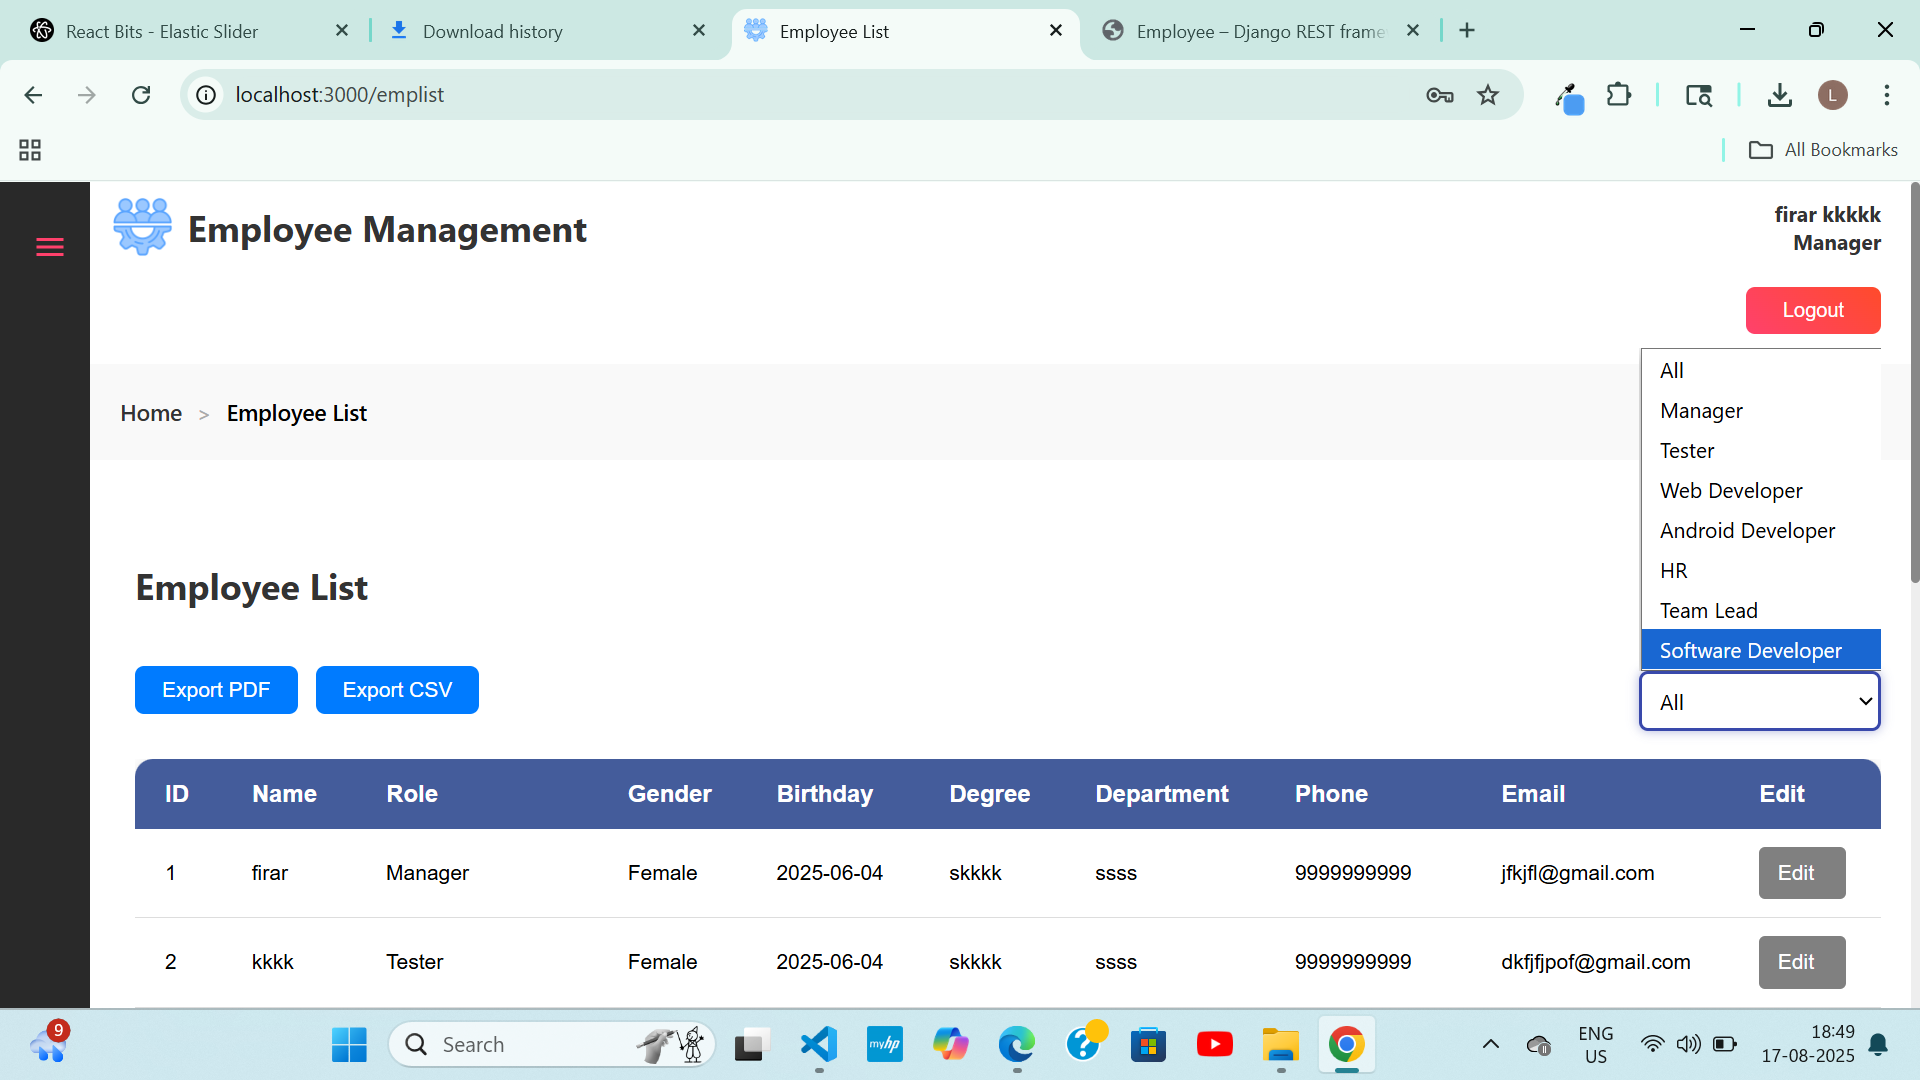 React Bits - Elastic Slider
Download history
Employee List
Employee – Django REST frame
localhost:3000/emplist
L
All Bookmarks
Employee Management
firar kkkkk
Manager
Logout
Home > Employee List
All
Manager
Tester
Web Developer
Android Developer
HR
Team Lead
Software Developer
Employee List
Export PDF
Export CSV
All
ID Name Role Gender Birthday Degree Department Phone Email Edit
1 firar Manager Female 2025-06-04 skkkk ssss 9999999999 jfkjfl@gmail.com Edit
2 kkkk Tester Female 2025-06-04 skkkk ssss 9999999999 dkfjfjpof@gmail.com Edit
9
Search
myhp
ENG
US
18:49
17-08-2025